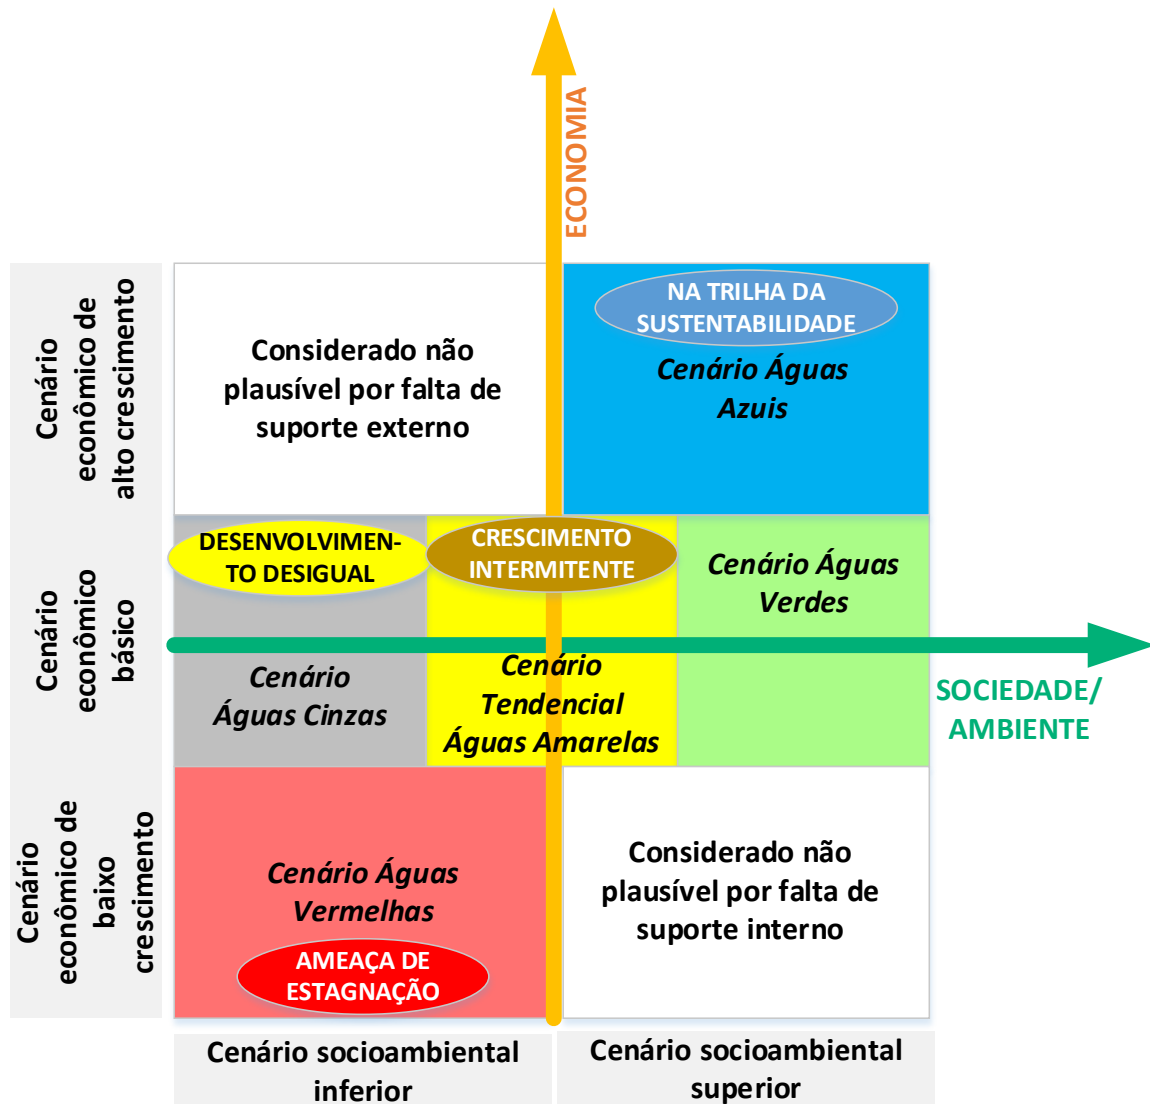 ECONOMIA
Cenário
econômico de
alto crescimento
Considerado não
plausível por falta de
suporte externo
NA TRILHA DA
SUSTENTABILIDADE
Cenário Águas
Azuis
Cenário
econômico
básico
DESENVOLVIMEN-
TO DESIGUAL
Cenário
Águas Cinzas
CRESCIMENTO
INTERMITENTE
Cenário
Tendencial
Águas Amarelas
Cenário Águas
Verdes
SOCIEDADE/
AMBIENTE
Cenário
econômico de
baixo
crescimento
Cenário Águas
Vermelhas
AMEAÇA DE
ESTAGNAÇÃO
Considerado não
plausível por falta de
suporte interno
Cenário socioambiental
inferior
Cenário socioambiental
superior